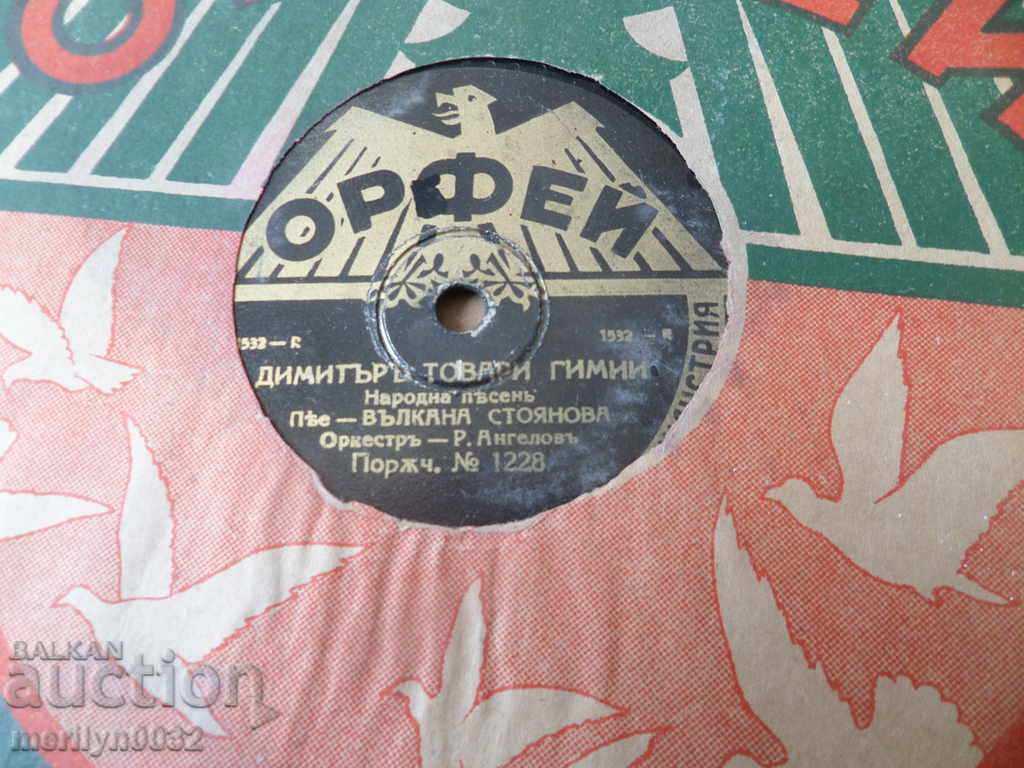 ОРФЕЙ
1532 — R 1532 — R
ДИМИТЪРЪ ТОВАРИ ГИМИИ
Народна пѣсень
Пѣе — ВЪЛКАНА СТОЯНОВА
Оркестръ — Р. Ангеловъ
Поржч. № 1228
BALKAN
auction
merilyn0032